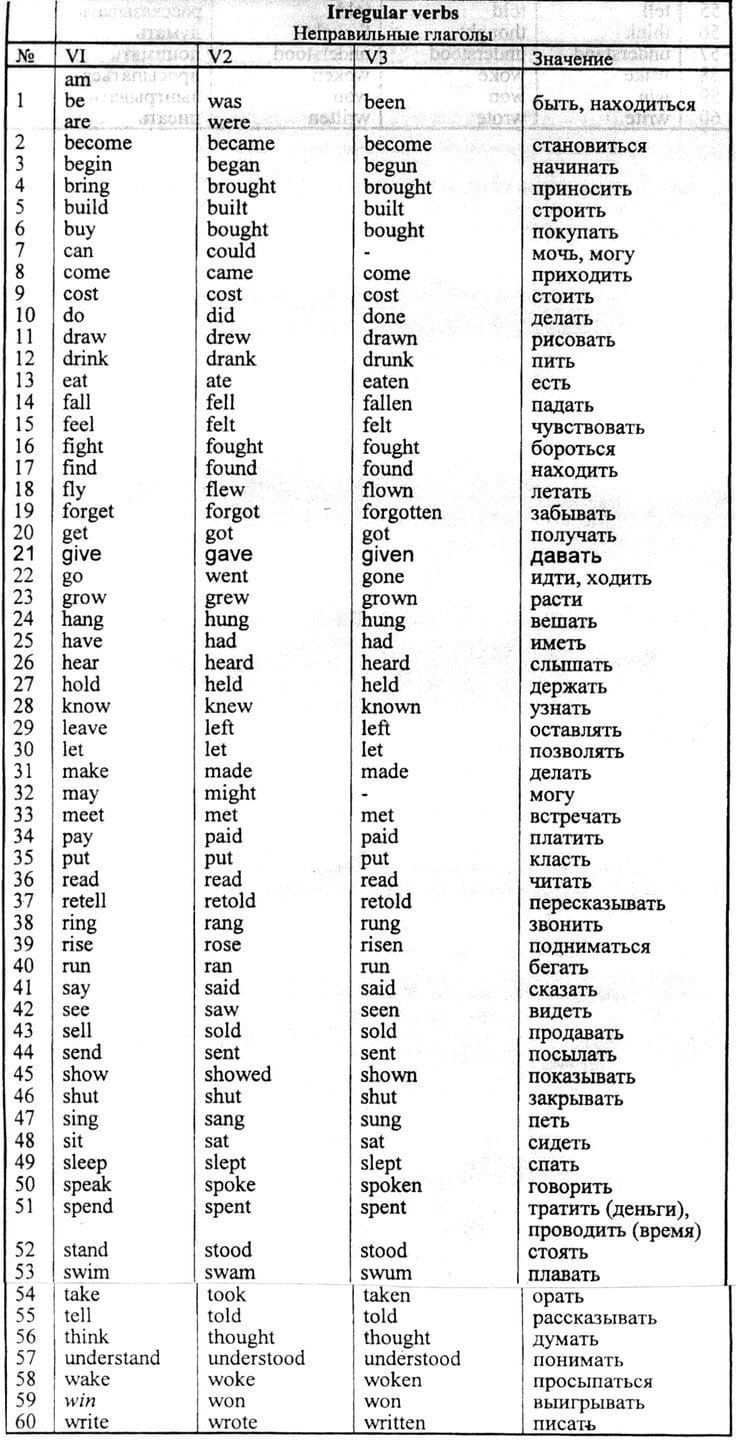 Irregular verbs
Неправильные глаголы
№ V1 V2 V3 Значение
am
1 be was been быть, находиться
are were
2 become became become становиться
3 begin began begun начинать
4 bring brought brought приносить
5 build built built строить
6 buy bought bought покупать
7 can could - мочь, могу
8 come came come приходить
9 cost cost cost стоить
10 do did done делать
11 draw drew drawn рисовать
12 drink drank drunk пить
13 eat ate eaten есть
14 fall fell fallen падать
15 feel felt felt чувствовать
16 fight fought fought бороться
17 find found found находить
18 fly flew flown летать
19 forget forgot forgotten забывать
20 get got got получать
21 give gave given давать
22 go went gone идти, ходить
23 grow grew grown расти
24 hang hung hung вешать
25 have had had иметь
26 hear heard heard слышать
27 hold held held держать
28 know knew known узнать
29 leave left left оставлять
30 let let let позволять
31 make made made делать
32 may might - могу
33 meet met met встречать
34 pay paid paid платить
35 put put put класть
36 read read read читать
37 retell retold retold пересказывать
38 ring rang rung звонить
39 rise rose risen подниматься
40 run ran run бегать
41 say said said сказать
42 see saw seen видеть
43 sell sold sold продавать
44 send sent sent посылать
45 show showed shown показывать
46 shut shut shut закрывать
47 sing sang sung петь
48 sit sat sat сидеть
49 sleep slept slept спать
50 speak spoke spoken говорить
51 spend spent spent тратить (деньги),
проводить (время)
52 stand stood stood стоять
53 swim swam swum плавать
54 take took taken орать
55 tell told told рассказывать
56 think thought thought думать
57 understand understood understood понимать
58 wake woke woken просыпаться
59 win won won выигрывать
60 write wrote written писать